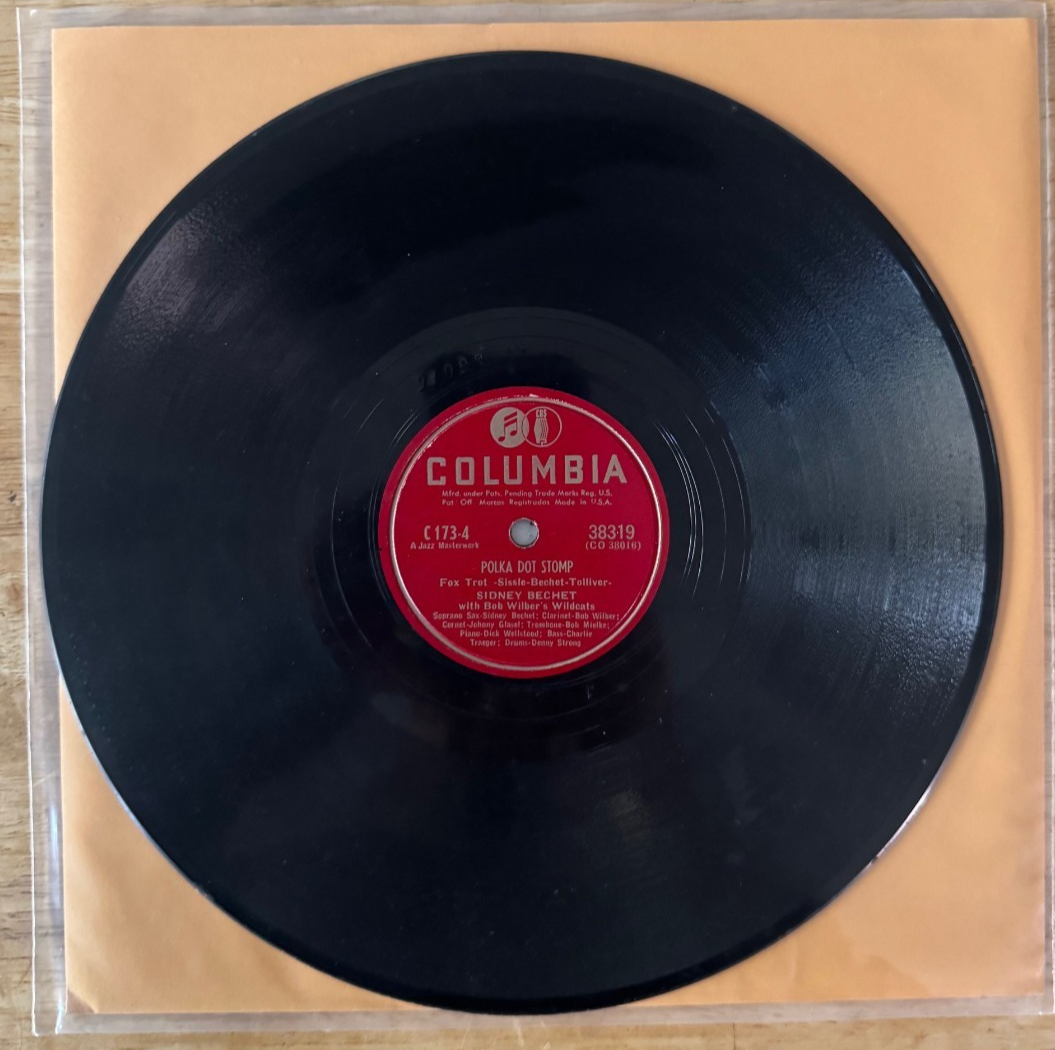 CBS
COLUMBIA
Mfrd. under Pats. Pending Trade Marks Reg. U.S.
Pat Off Marcas Registradas Made in U.S.A.
C 173-4 38319
A Jazz Masterwork (CO 38016)
POLKA DOT STOMP
Fox Trot -Sissle-Bechet-Tolliver-
SIDNEY BECHET
with Bob Wilber's Wildcats
Soprano Sax-Sidney Bechet; Clarinet-Bob Wilber;
Cornet-Johnny Glasel; Trombone-Bob Mielke;
Piano-Dick Wellstood; Bass-Charlie
Traeger; Drums-Denny Strong